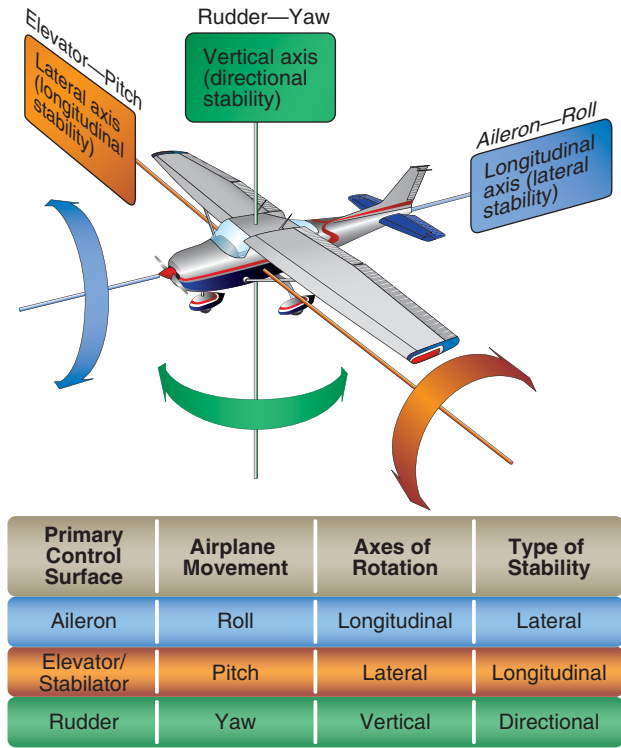 Rudder—Yaw
Vertical axis
(directional
stability)
Elevator—Pitch
Lateral axis
(longitudinal
stability)
Aileron—Roll
Longitudinal
axis (lateral
stability)
Primary
Control
Surface
Airplane
Movement
Axes of
Rotation
Type of
Stability
Aileron
Roll
Longitudinal
Lateral
Elevator/
Stabilator
Pitch
Lateral
Longitudinal
Rudder
Yaw
Vertical
Directional